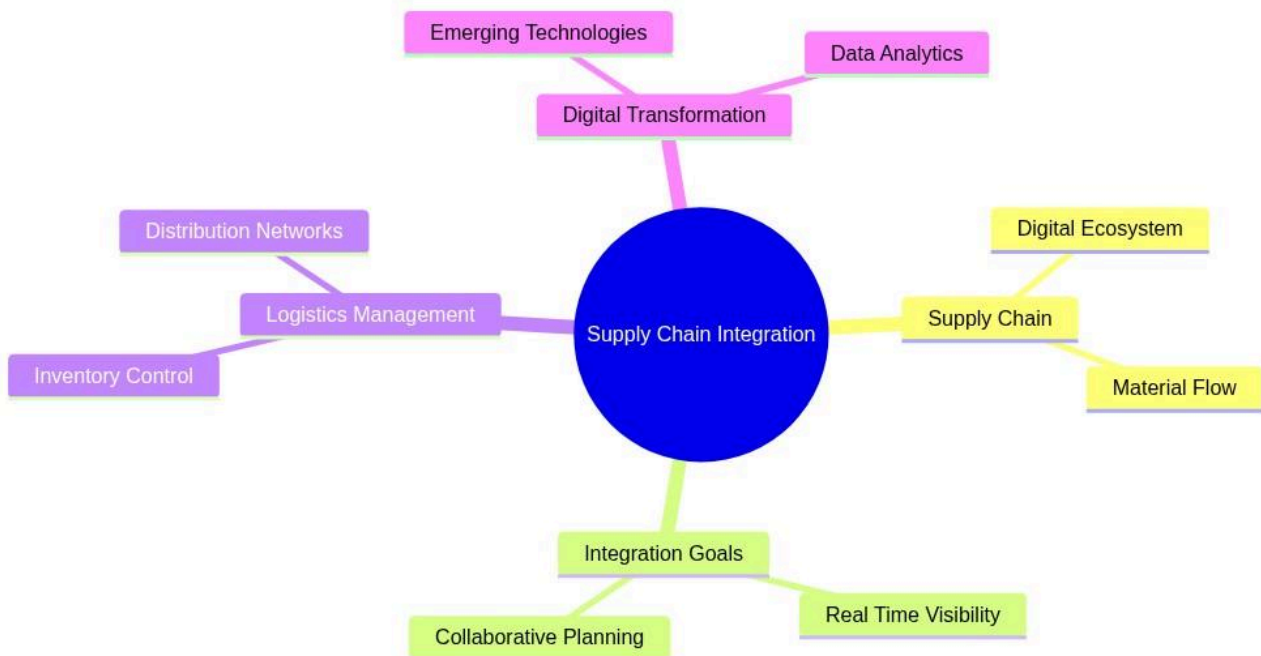 Emerging Technologies
Data Analytics
Digital Transformation
Distribution Networks
Digital Ecosystem
Logistics Management
Supply Chain Integration
Supply Chain
Inventory Control
Material Flow
Integration Goals
Real Time Visibility
Collaborative Planning